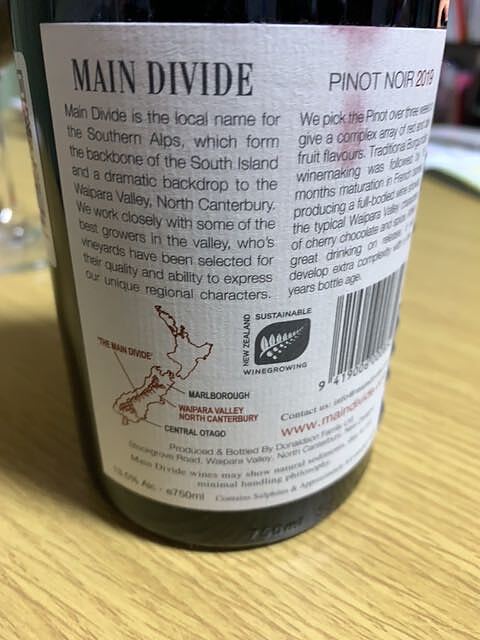 MAIN DIVIDE
PINOT NOIR 2019
Main Divide is the local name for
the Southern Alps, which form
the backbone of the South Island
and a dramatic backdrop to the
Waipara Valley, North Canterbury.
We work closely with some of the
best growers in the valley, who's
vineyards have been selected for
their quality and ability to express
our unique regional characters.
We pick the Pinot over three
give a complex array of red and
fruit flavours. Traditional
winemaking was followed by
months maturation in French
producing a full-bodied wine
the typical Waipara Valley
of cherry chocolate and
great drinking on release,
develop extra complexity with
years bottle age.
'THE MAIN DIVIDE'
MARLBOROUGH
WAIPARA VALLEY
NORTH CANTERBURY
CENTRAL OTAGO
SUSTAINABLE
NEW ZEALAND
WINEGROWING
9 419006
Contact us:
www.maindivide
Produced & Bottled By Donaldson Family
Road, Waipara Valley, North Canterbury
Main Divide wines may show natural
minimal handling philosophy
13.5% Alc - e750ml
Contains Sulphites & Approximately
750ml